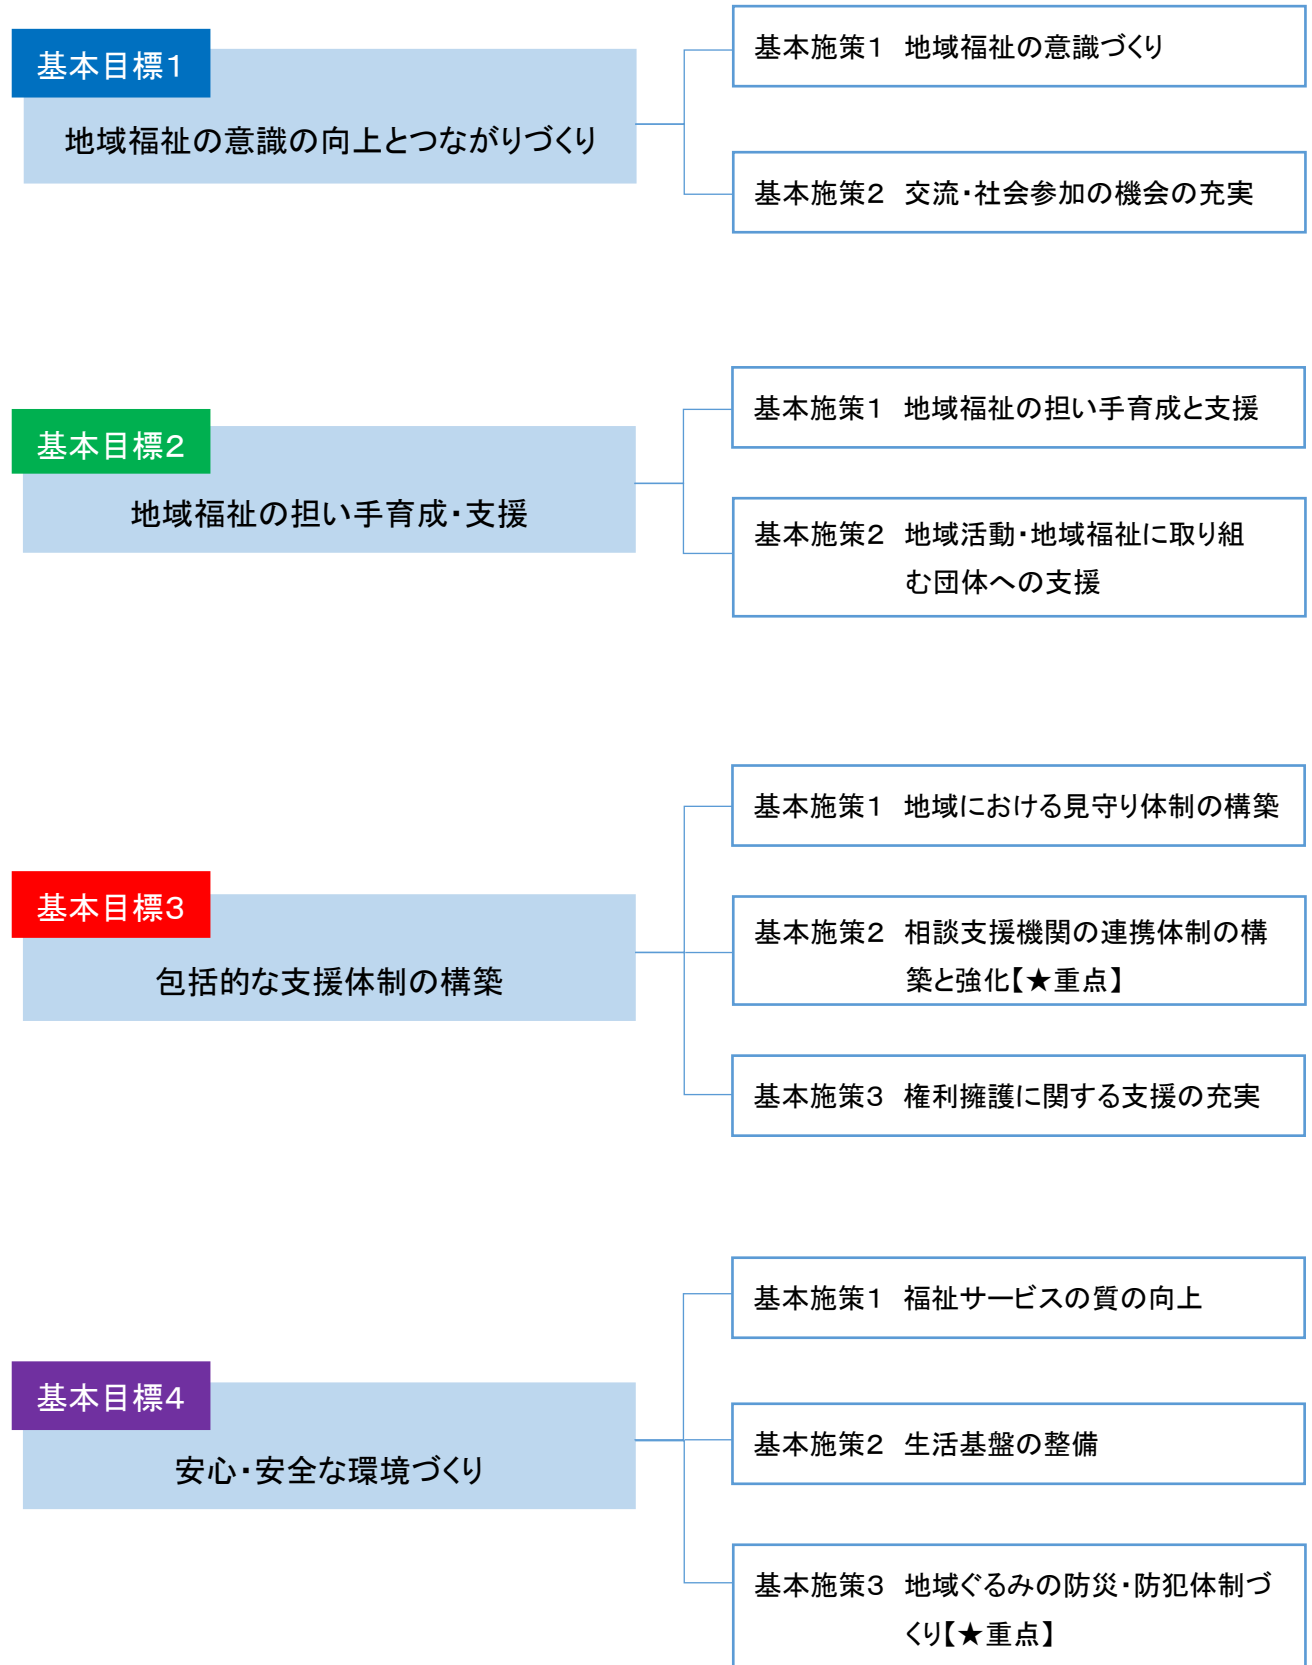 基本目標1
地域福祉の意識の向上とつながりづくり
基本施策1 地域福祉の意識づくり
基本施策2 交流・社会参加の機会の充実
基本目標2
地域福祉の担い手育成・支援
基本施策1 地域福祉の担い手育成と支援
基本施策2 地域活動・地域福祉に取り組
む団体への支援
基本目標3
包括的な支援体制の構築
基本施策1 地域における見守り体制の構築
基本施策2 相談支援機関の連携体制の構
築と強化【★重点】
基本施策3 権利擁護に関する支援の充実
基本目標4
安心・安全な環境づくり
基本施策1 福祉サービスの質の向上
基本施策2 生活基盤の整備
基本施策3 地域ぐるみの防災・防犯体制づ
くり【★重点】